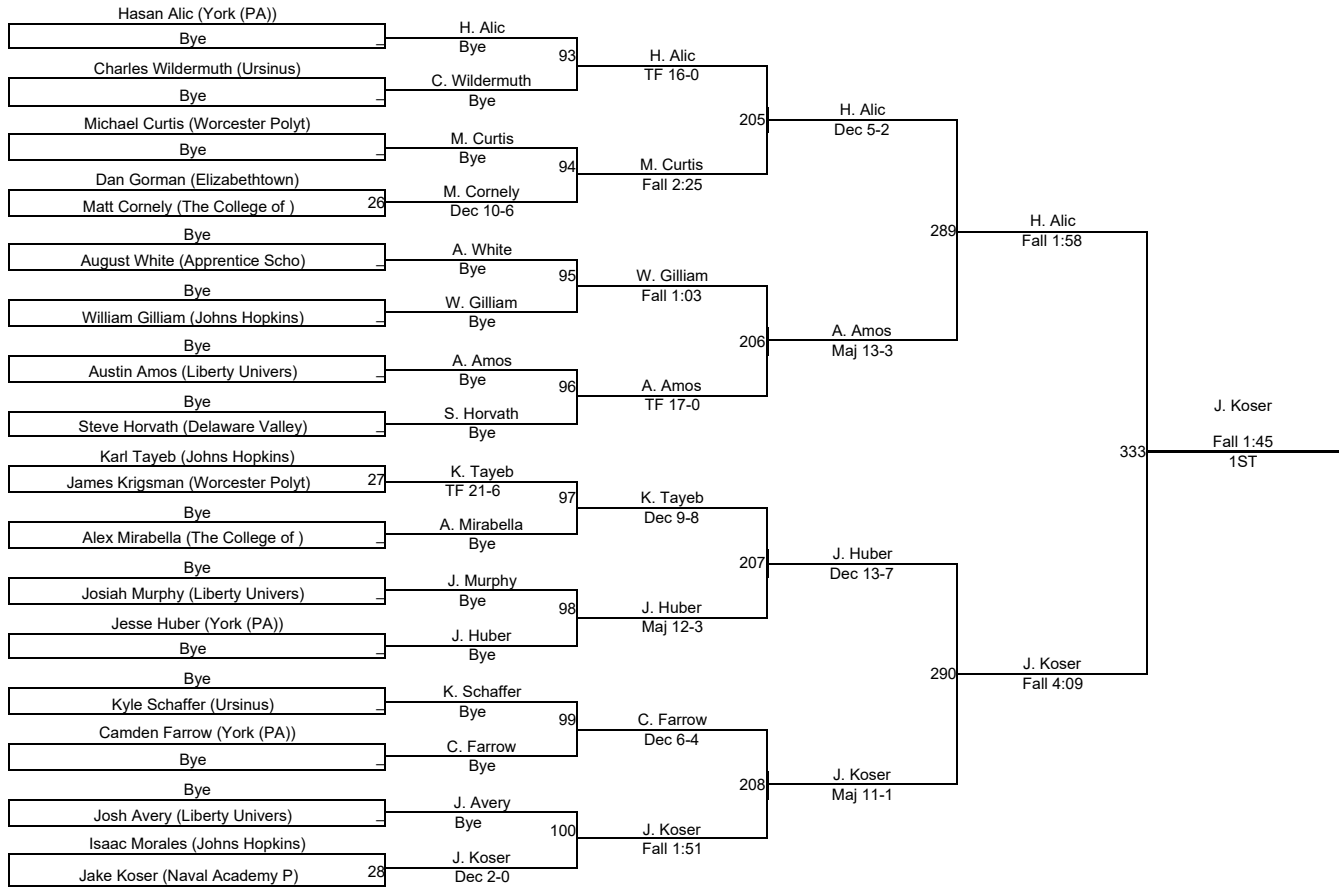 Hasan Alic (York (PA))
Bye
_
H. Alic
Bye
93
Charles Wildermuth (Ursinus)
Bye
_
C. Wildermuth
Bye
H. Alic
TF 16-0
Michael Curtis (Worcester Polyt)
Bye
_
M. Curtis
Bye
94
Dan Gorman (Elizabethtown)
Matt Cornely (The College of )
26
M. Cornely
Dec 10-6
M. Curtis
Fall 2:25
205
H. Alic
Dec 5-2
Bye
August White (Apprentice Scho)
_
A. White
Bye
95
Bye
William Gilliam (Johns Hopkins)
_
W. Gilliam
Bye
W. Gilliam
Fall 1:03
Bye
Austin Amos (Liberty Univers)
_
A. Amos
Bye
96
Bye
Steve Horvath (Delaware Valley)
_
S. Horvath
Bye
A. Amos
TF 17-0
206
A. Amos
Maj 13-3
289
H. Alic
Fall 1:58
Karl Tayeb (Johns Hopkins)
James Krigsman (Worcester Polyt)
27
K. Tayeb
TF 21-6
97
Bye
Alex Mirabella (The College of )
_
A. Mirabella
Bye
K. Tayeb
Dec 9-8
Bye
Josiah Murphy (Liberty Univers)
_
J. Murphy
Bye
98
Jesse Huber (York (PA))
Bye
_
J. Huber
Bye
J. Huber
Maj 12-3
207
J. Huber
Dec 13-7
Bye
Kyle Schaffer (Ursinus)
_
K. Schaffer
Bye
99
Camden Farrow (York (PA))
Bye
_
C. Farrow
Bye
C. Farrow
Dec 6-4
Bye
Josh Avery (Liberty Univers)
_
J. Avery
Bye
100
Isaac Morales (Johns Hopkins)
Jake Koser (Naval Academy P)
28
J. Koser
Dec 2-0
J. Koser
Fall 1:51
208
J. Koser
Maj 11-1
290
J. Koser
Fall 4:09
333
J. Koser
Fall 1:45
1ST